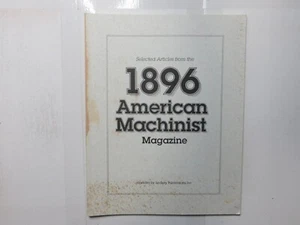 Selected Articles from the
1896
American
Machinist
Magazine